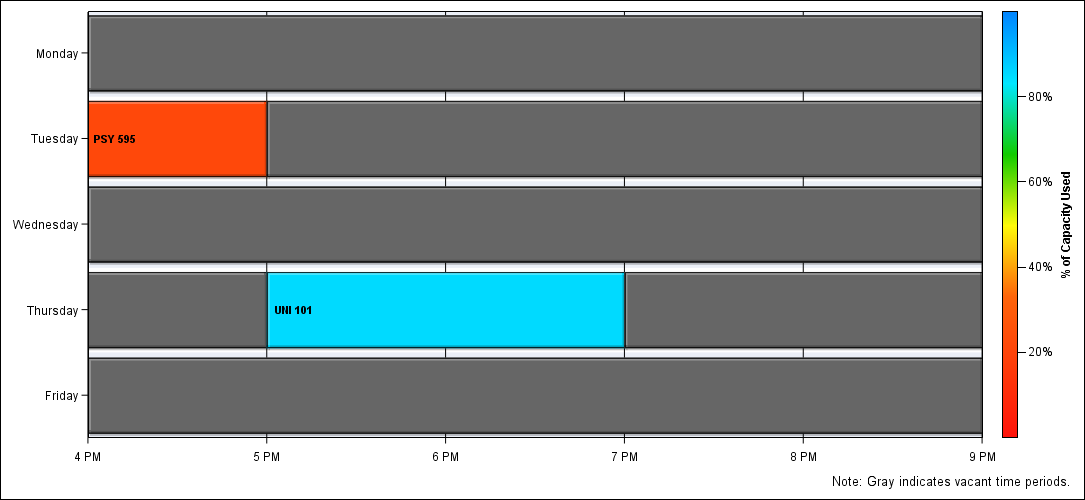 Monday
Tuesday
PSY 595
Wednesday
Thursday
UNI 101
Friday
4 PM 5 PM 6 PM 7 PM 8 PM 9 PM
80%
60%
40%
20%
% of Capacity Used
Note: Gray indicates vacant time periods.